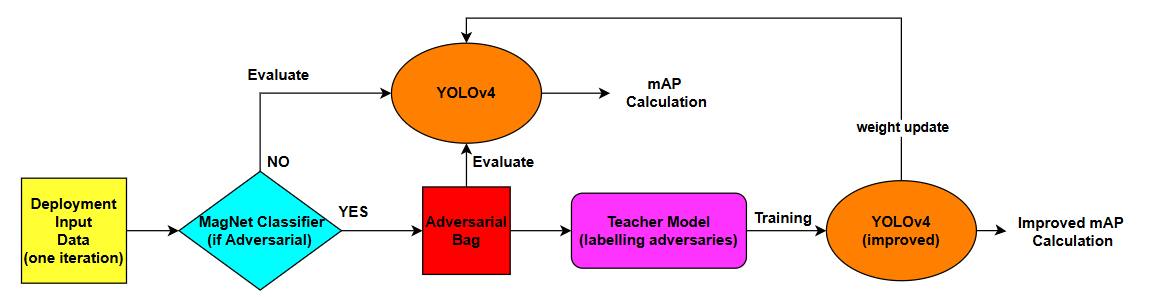 Evaluate
YOLOv4
mAP
Calculation
weight update
NO
Evaluate
Deployment
Input
Data
(one iteration)
MagNet Classifier
(if Adversarial)
YES
Adversarial
Bag
Teacher Model
(labelling adversaries)
Training
YOLOv4
(improved)
Improved mAP
Calculation